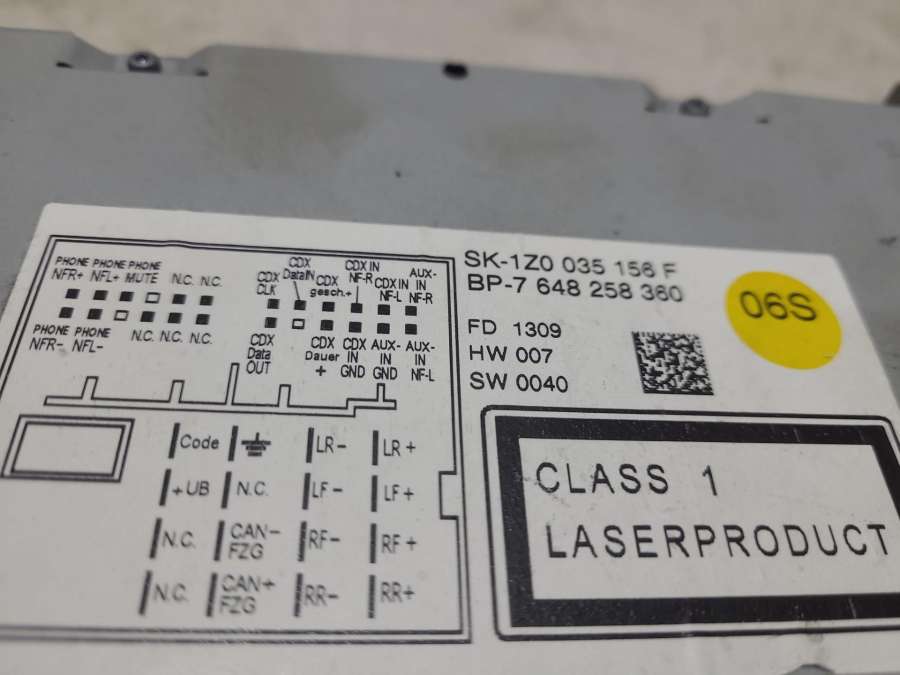 PHONE PHONE PHONE
NFR+ NFL+ MUTE N.C. N.C.
PHONE PHONE
NFR- NFL- N.C. N.C. N.C.
CDX
CLK
CDX
DataIN
CDX
gesch.+
CDX IN
NF-R
CDX IN
NF-L
AUX-
IN
NF-R
CDX
Data
OUT
CDX
Dauer
+
CDX
IN
GND
AUX-
IN
GND
AUX-
IN
NF-L
Code LR- LR+
+UB N.C. LF- LF+
N.C. CAN-
FZG RF- RF+
N.C. CAN+
FZG RR- RR+
SK-1Z0 035 156 F
BP-7 648 258 360
FD 1309
HW 007
SW 0040
06S
CLASS 1
LASERPRODUCT